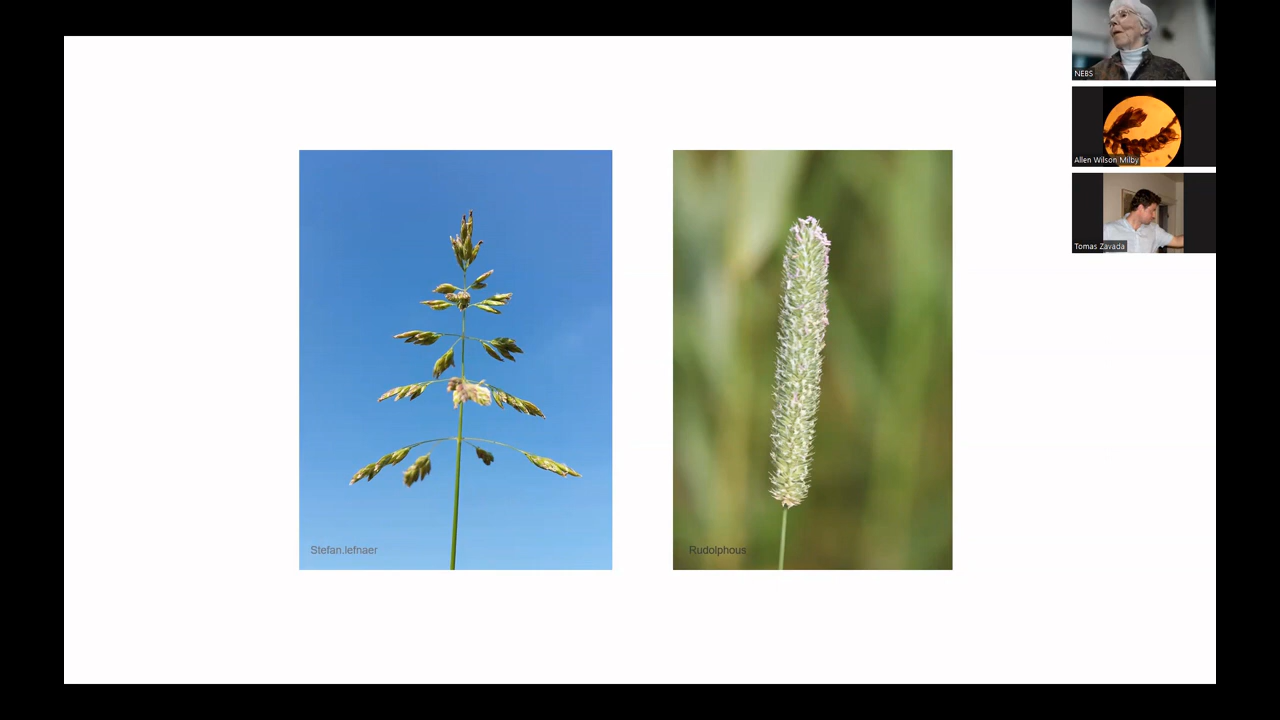 NEBS
Allen Wilson Milby
Tomas Zavada
Stefan.lefnaer
Rudolphous